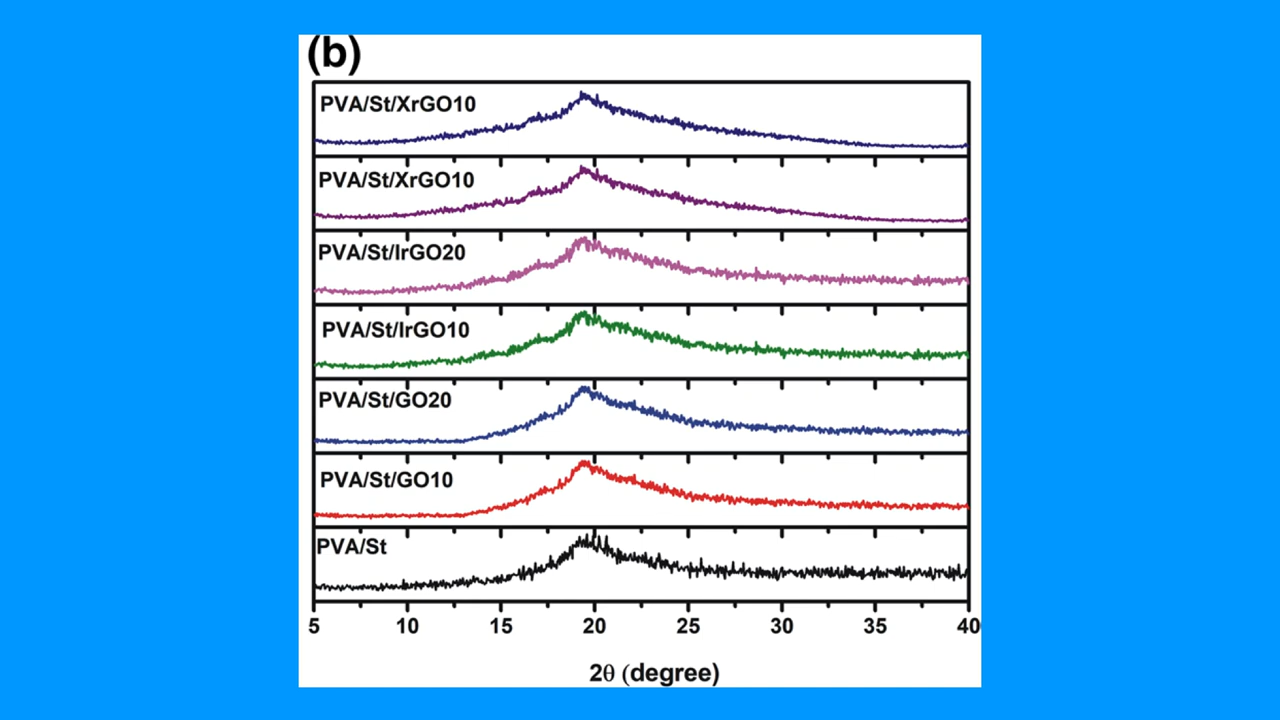 (b)
PVA/St/XrGO10
PVA/St/XrGO10
PVA/St/IrGO20
PVA/St/IrGO10
PVA/St/GO20
PVA/St/GO10
PVA/St
5 10 15 20 25 30 35 40
2θ (degree)